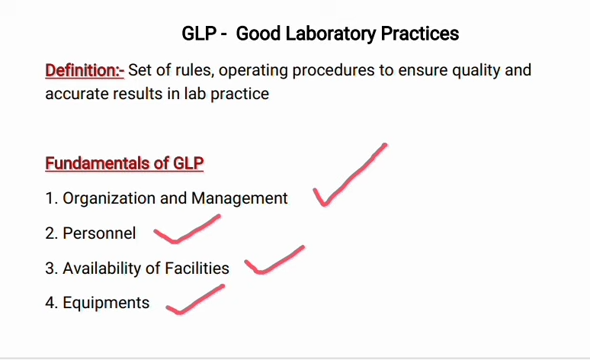 GLP - Good Laboratory Practices
Definition:- Set of rules, operating procedures to ensure quality and
accurate results in lab practice
Fundamentals of GLP
1. Organization and Management
2. Personnel
3. Availability of Facilities
4. Equipments